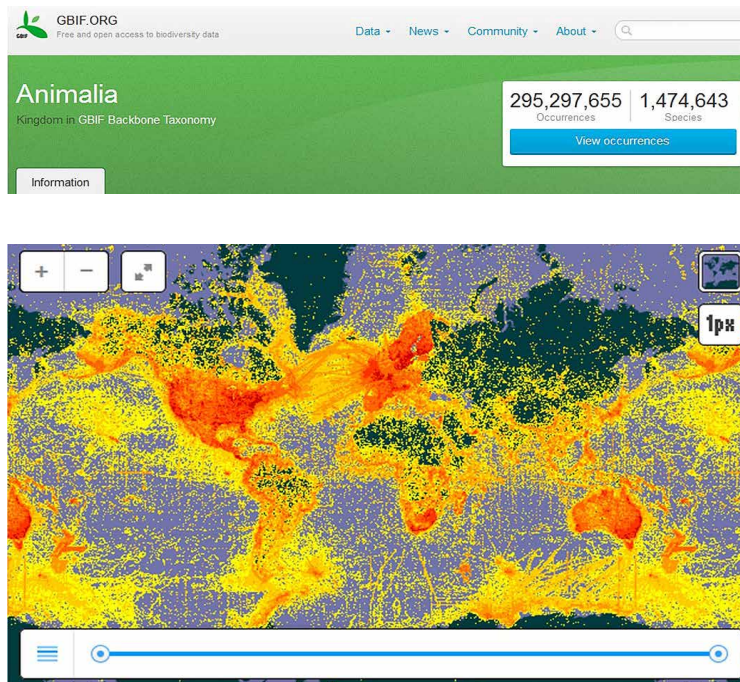 GBIF
GBIF.ORG
Free and open access to biodiversity data
Data News Community About
Animalia
Kingdom in GBIF Backbone Taxonomy
295,297,655 1,474,643
Occurrences Species
View occurrences
Information
+ −
1px